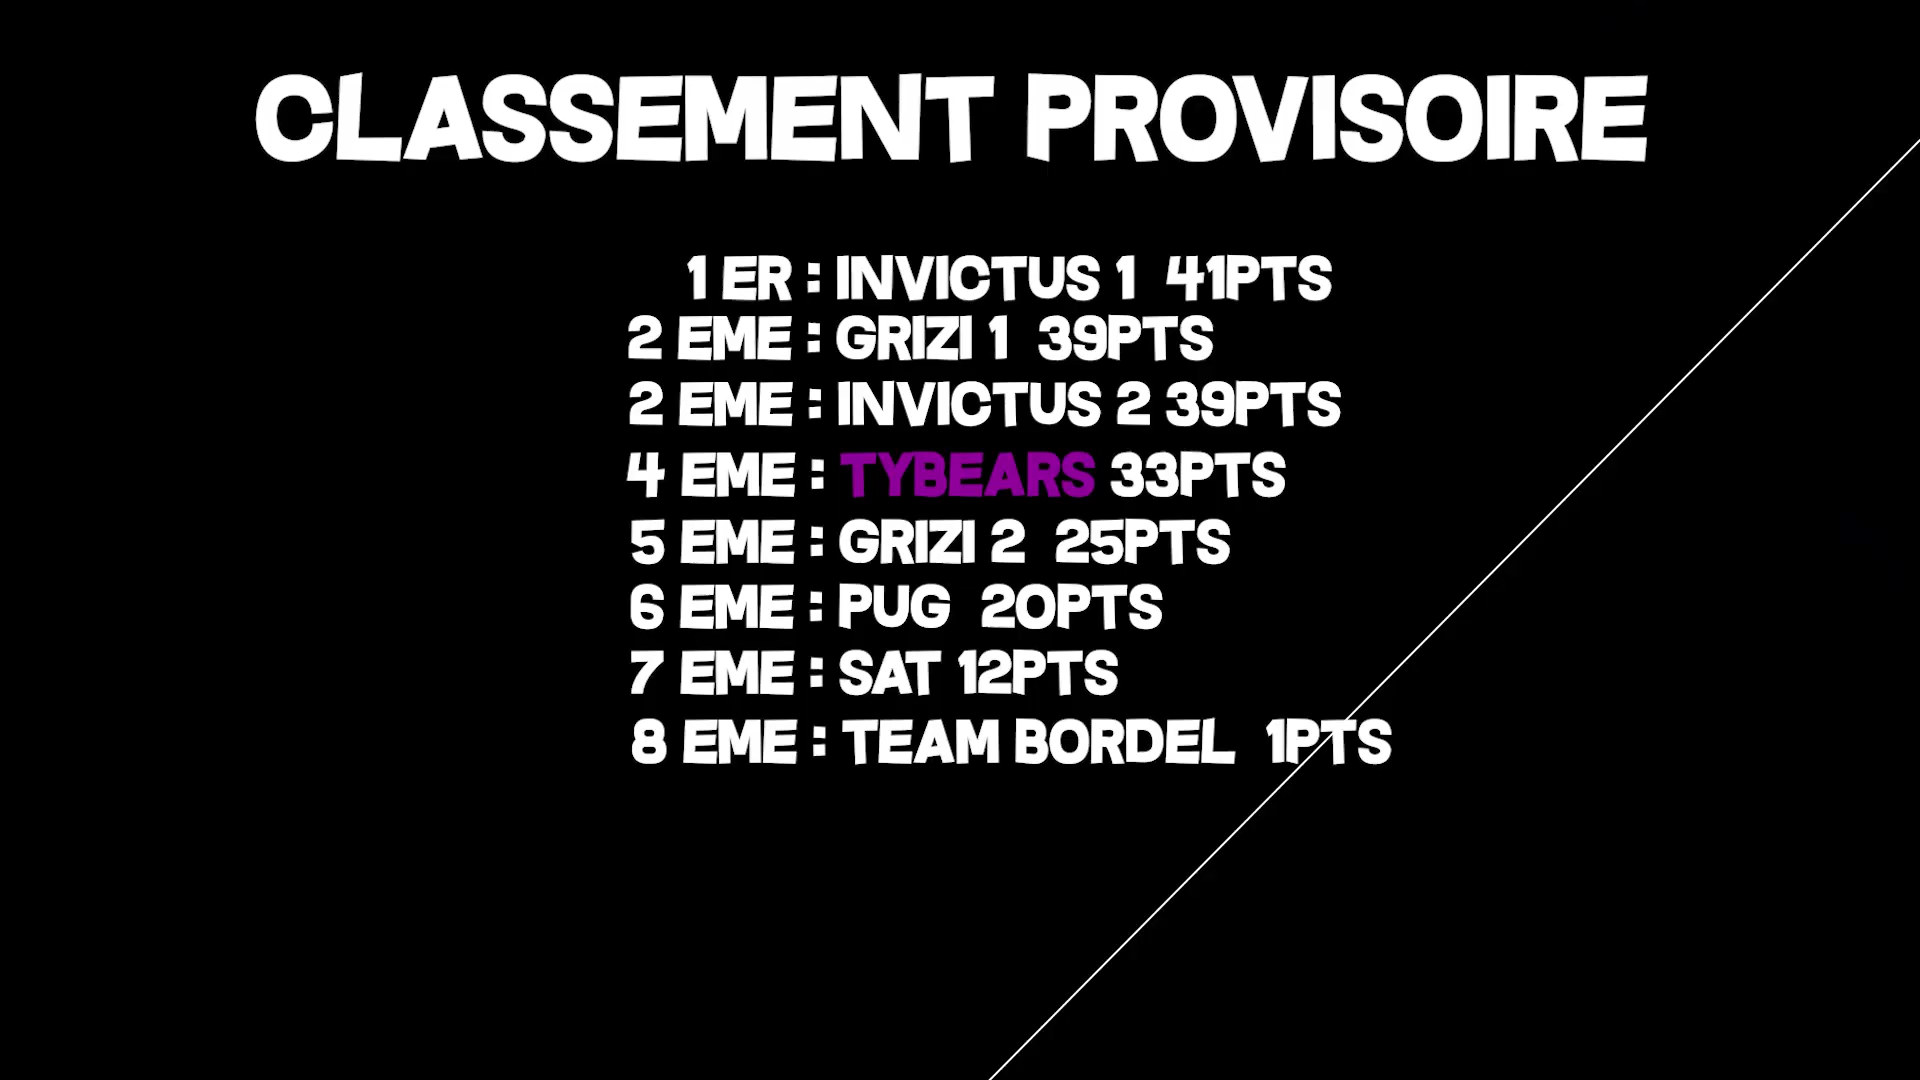 CLASSEMENT PROVISOIRE
1 ER : INVICTUS 1 41PTS
2 EME : GRIZI 1 39PTS
2 EME : INVICTUS 2 39PTS
4 EME : TYBEARS 33PTS
5 EME : GRIZI 2 25PTS
6 EME : PUG 20PTS
7 EME : SAT 12PTS
8 EME : TEAM BORDEL 1PTS